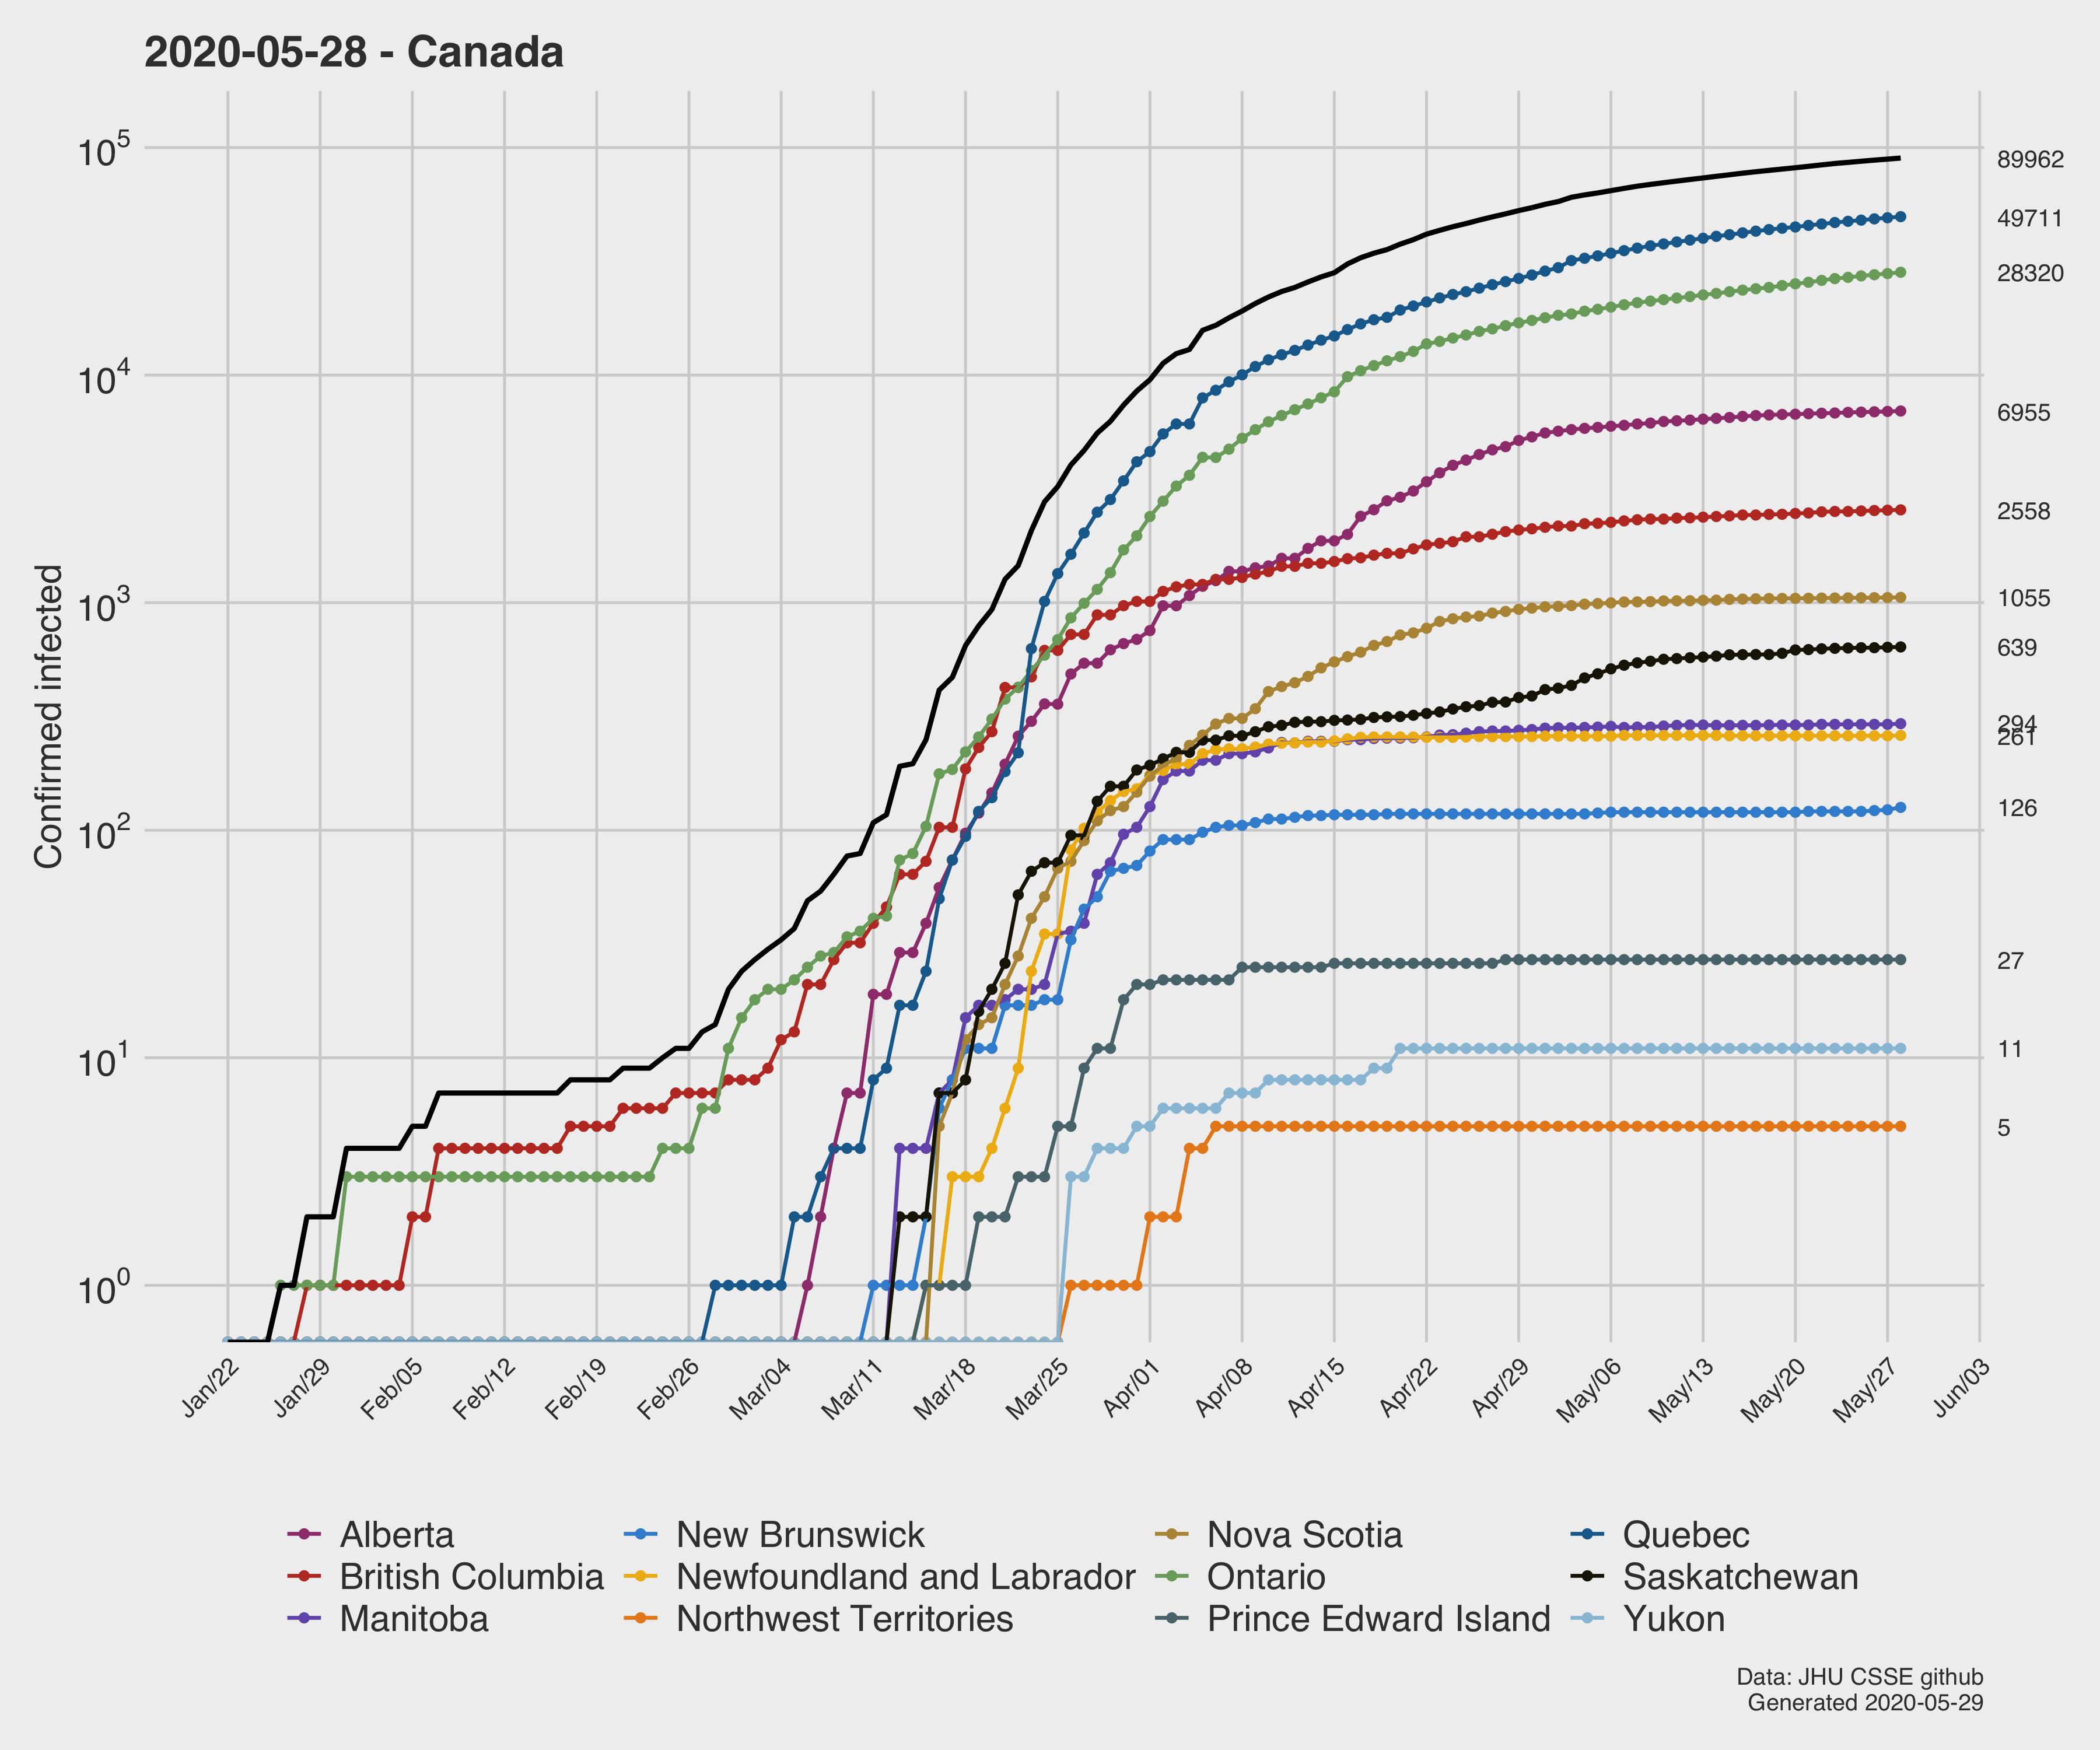 2020-05-28 - Canada
Confirmed infected
10^5
10^4
10^3
10^2
10^1
10^0
89962
49711
28320
6955
2558
1055
639
294
261
126
27
11
5
Jan/22 Jan/29 Feb/05 Feb/12 Feb/19 Feb/26 Mar/04 Mar/11 Mar/18 Mar/25 Apr/01 Apr/08 Apr/15 Apr/22 Apr/29 May/06 May/13 May/20 May/27 Jun/03
Alberta New Brunswick Nova Scotia Quebec
British Columbia Newfoundland and Labrador Ontario Saskatchewan
Manitoba Northwest Territories Prince Edward Island Yukon
Data: JHU CSSE github
Generated 2020-05-29